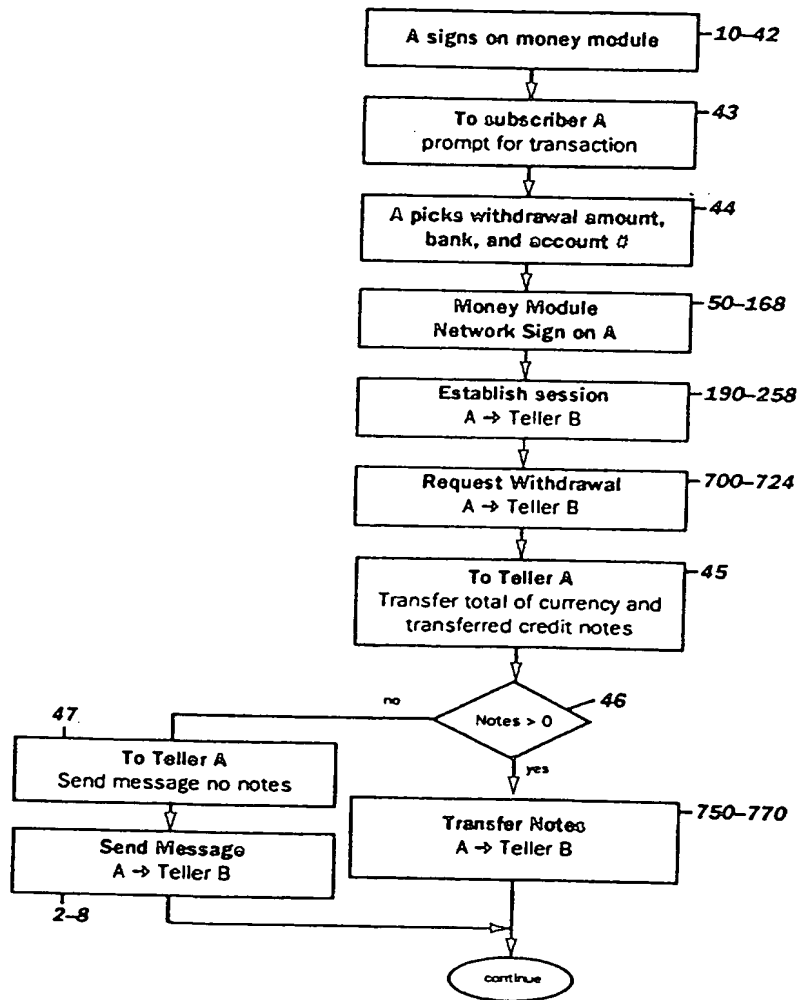 A signs on money module
10–42
To subscriber A
prompt for transaction
43
A picks withdrawal amount,
bank, and account #
44
Money Module
Network Sign on A
50–168
Establish session
A → Teller B
190–258
Request Withdrawal
A → Teller B
700–724
To Teller A
Transfer total of currency and
transferred credit notes
45
Notes > 0
46
no
yes
47
To Teller A
Send message no notes
Send Message
A → Teller B
2–8
Transfer Notes
A → Teller B
750–770
continue